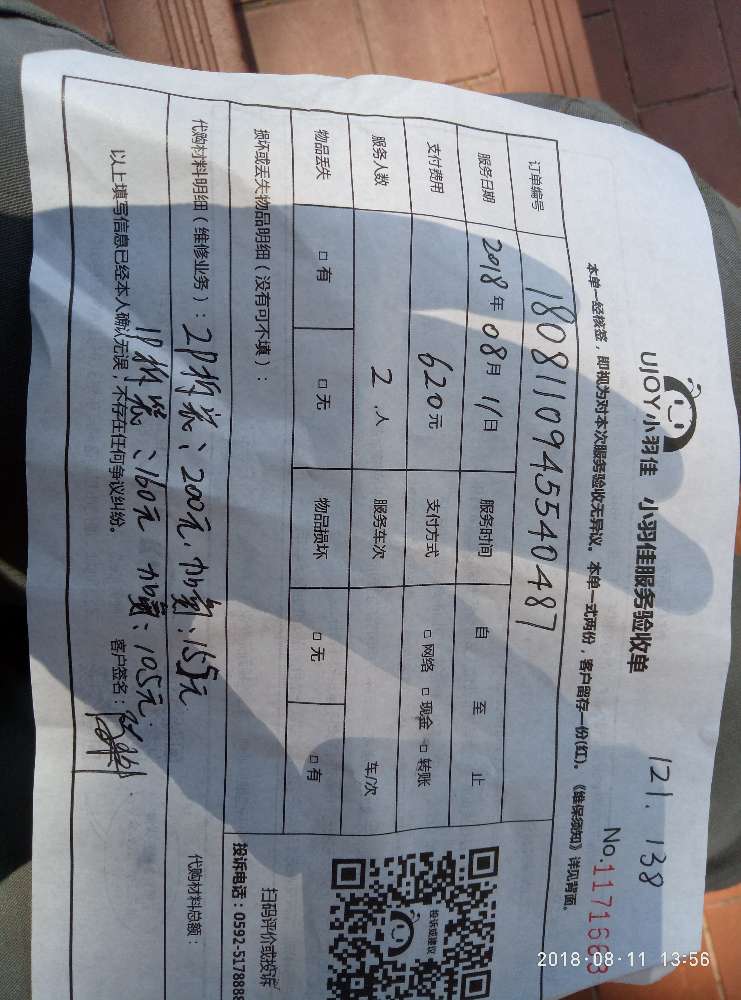 121. 138
UJOY小羽佳 小羽佳服务验收单
No.1171668
本单一经核签，即视为对本次服务验收无异议。本单一式两份，客户留存一份(红)。《维保须知》详见背面。
订单编号 1808110945540487
服务日期 2018年 08月 11日 服务时间 自 至 止
支付费用 620元 支付方式 □ 网络 □ 现金 □ 转账
服务人数 2 人 服务车次 车/次
物品丢失 □ 有 □ 无 物品损坏 □ 无 □ 有
损坏或丢失物品明细（没有可不填）：
扫码评价或投诉
投诉电话：0592-5178888
投诉或建议
代购材料明细（维修业务）：2P拆装：200元，加氟：155元
代购材料总额：
1P拆装：160元 加氟：105元
以上填写信息已经本人确认无误，不存在任何争议纠纷。 客户签名：
2018·08·11 13:56